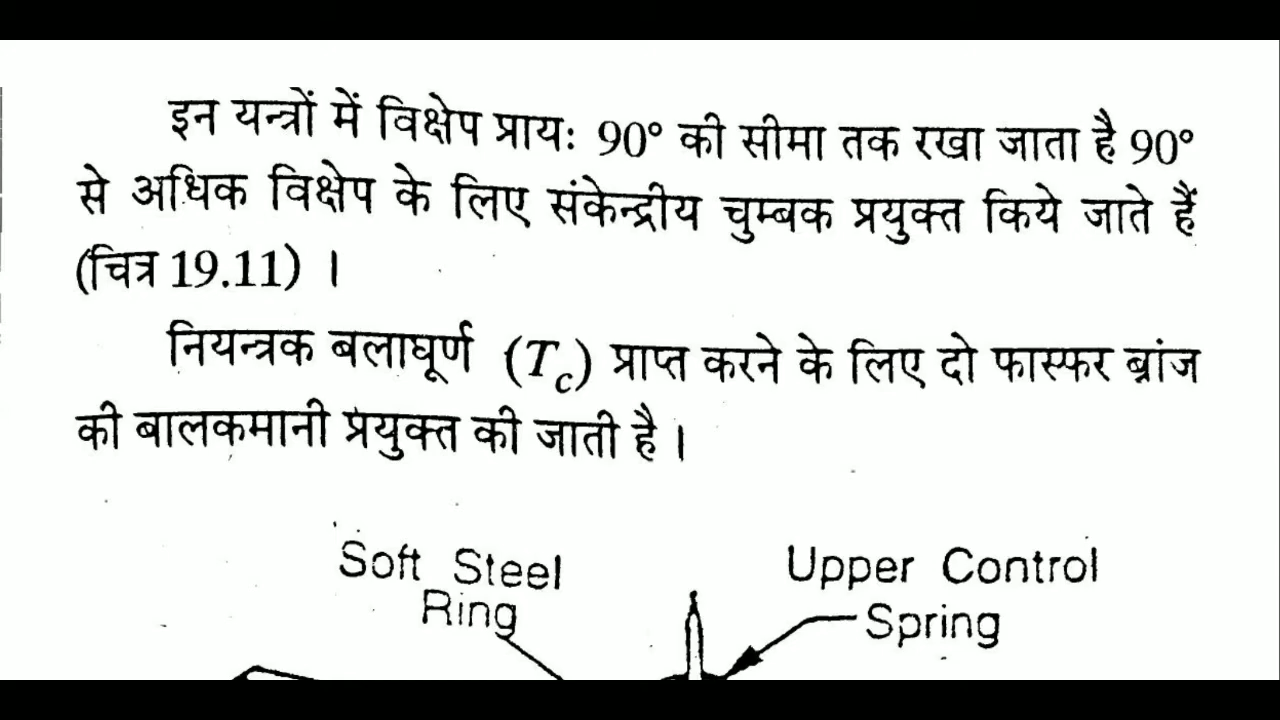 इन यन्त्रों में विक्षेप प्रायः 90° की सीमा तक रखा जाता है 90°
से अधिक विक्षेप के लिए संकेन्द्रीय चुम्बक प्रयुक्त किये जाते हैं
(चित्र 19.11) ।
नियन्त्रक बलाघूर्ण (Tc) प्राप्त करने के लिए दो फास्फर ब्रांज
की बालकमानी प्रयुक्त की जाती है ।
Soft Steel
Ring
Upper Control
Spring